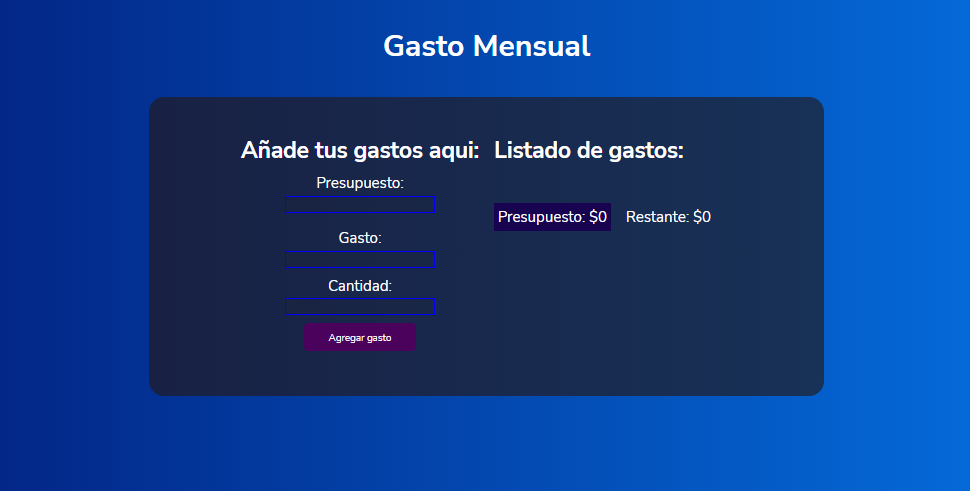 Gasto Mensual
Añade tus gastos aqui:
Presupuesto:
Gasto:
Cantidad:
Agregar gasto
Listado de gastos:
Presupuesto: $0
Restante: $0